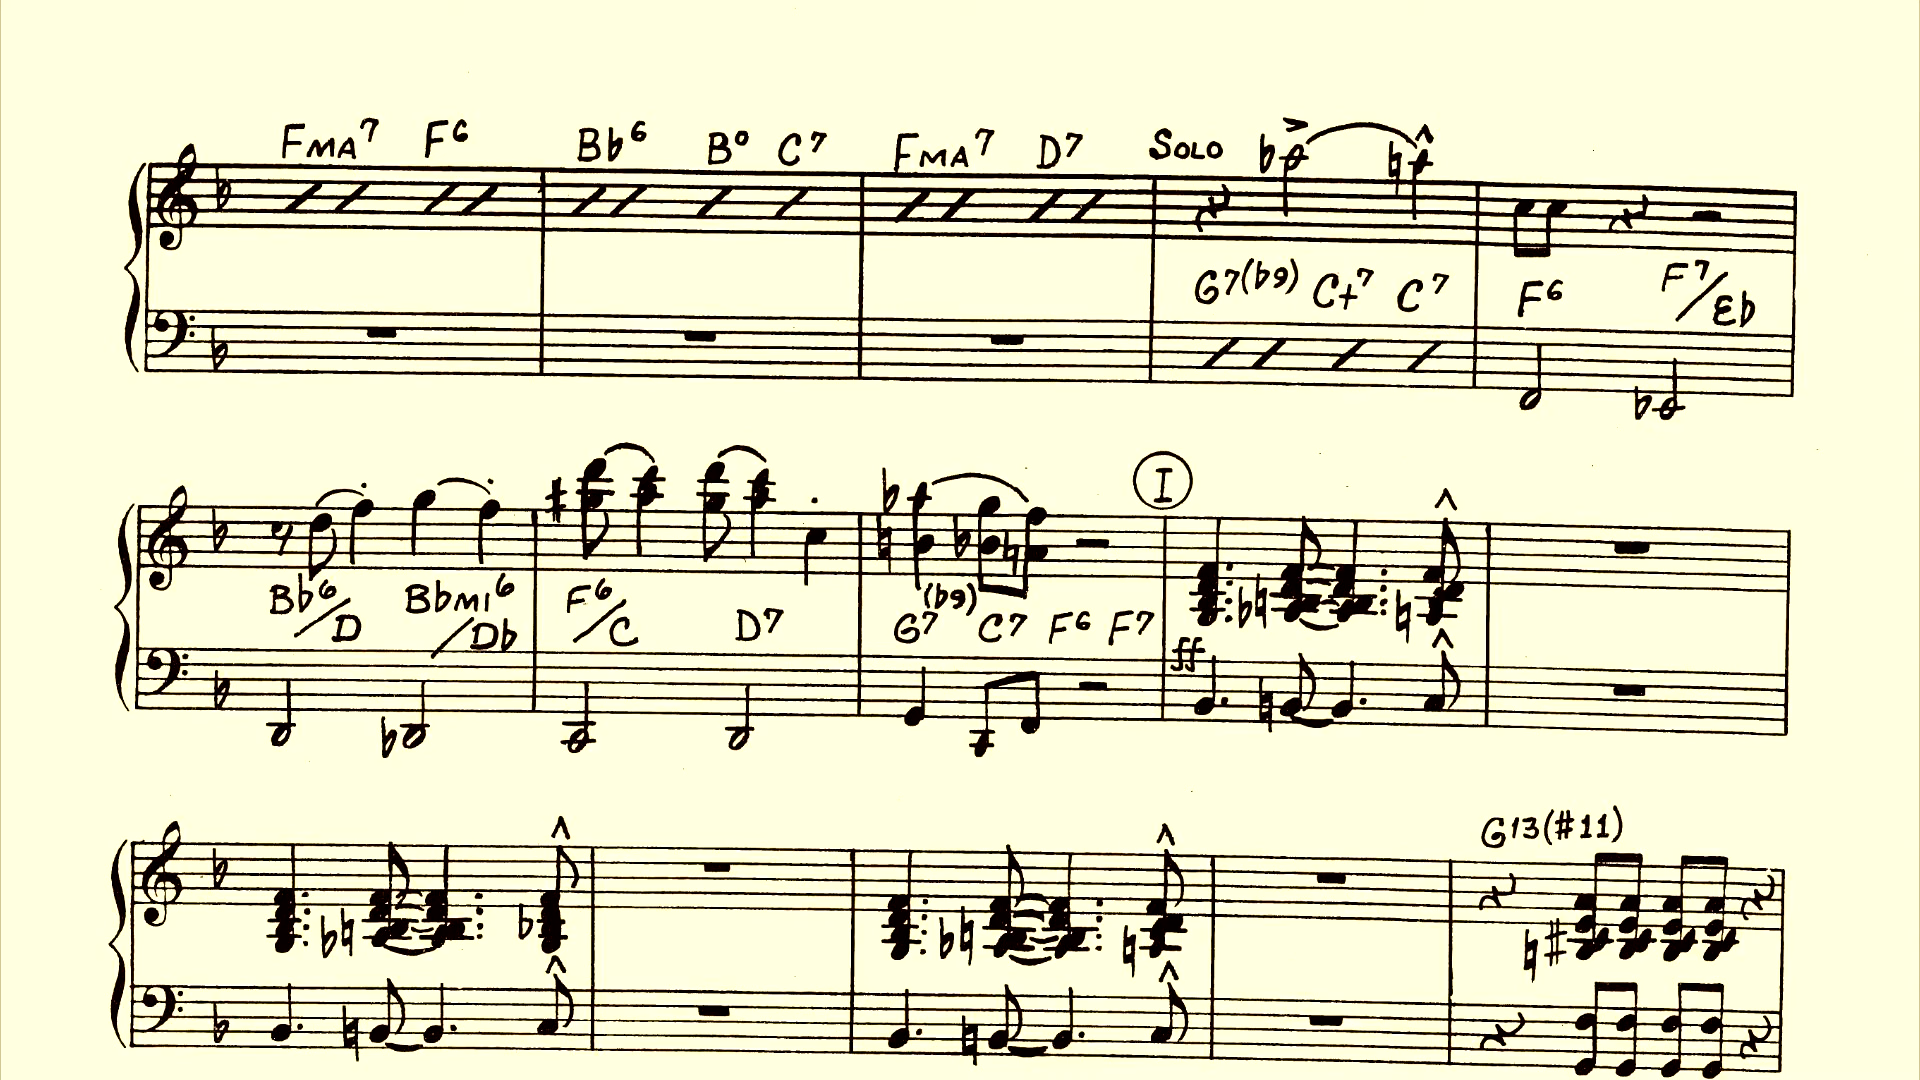 FMA7 F6 Bb6 B° C7 FMA7 D7 SOLO
G7(b9) C+7 C7 F6 F7/Eb
I
Bb6/D BbMI6/Db F6/C D7 G7(b9) C7 F6 F7
ff
G13(#11)